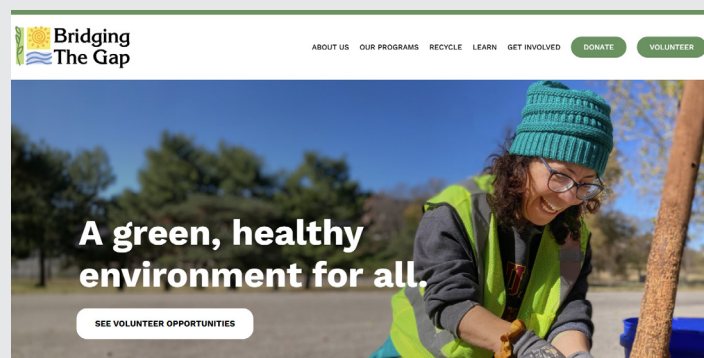 Bridging
The Gap
ABOUT US OUR PROGRAMS RECYCLE LEARN GET INVOLVED DONATE VOLUNTEER
A green, healthy
environment for all.
SEE VOLUNTEER OPPORTUNITIES